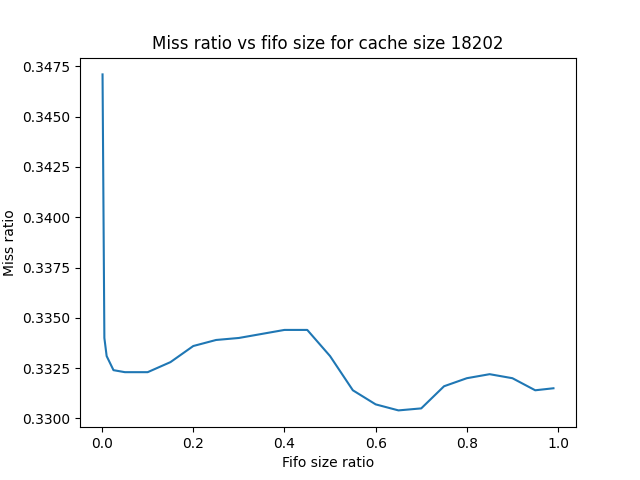 Miss ratio vs fifo size for cache size 18202
0.3475
0.3450
0.3425
0.3400
0.3375
0.3350
0.3325
0.3300
Miss ratio
0.0 0.2 0.4 0.6 0.8 1.0
Fifo size ratio